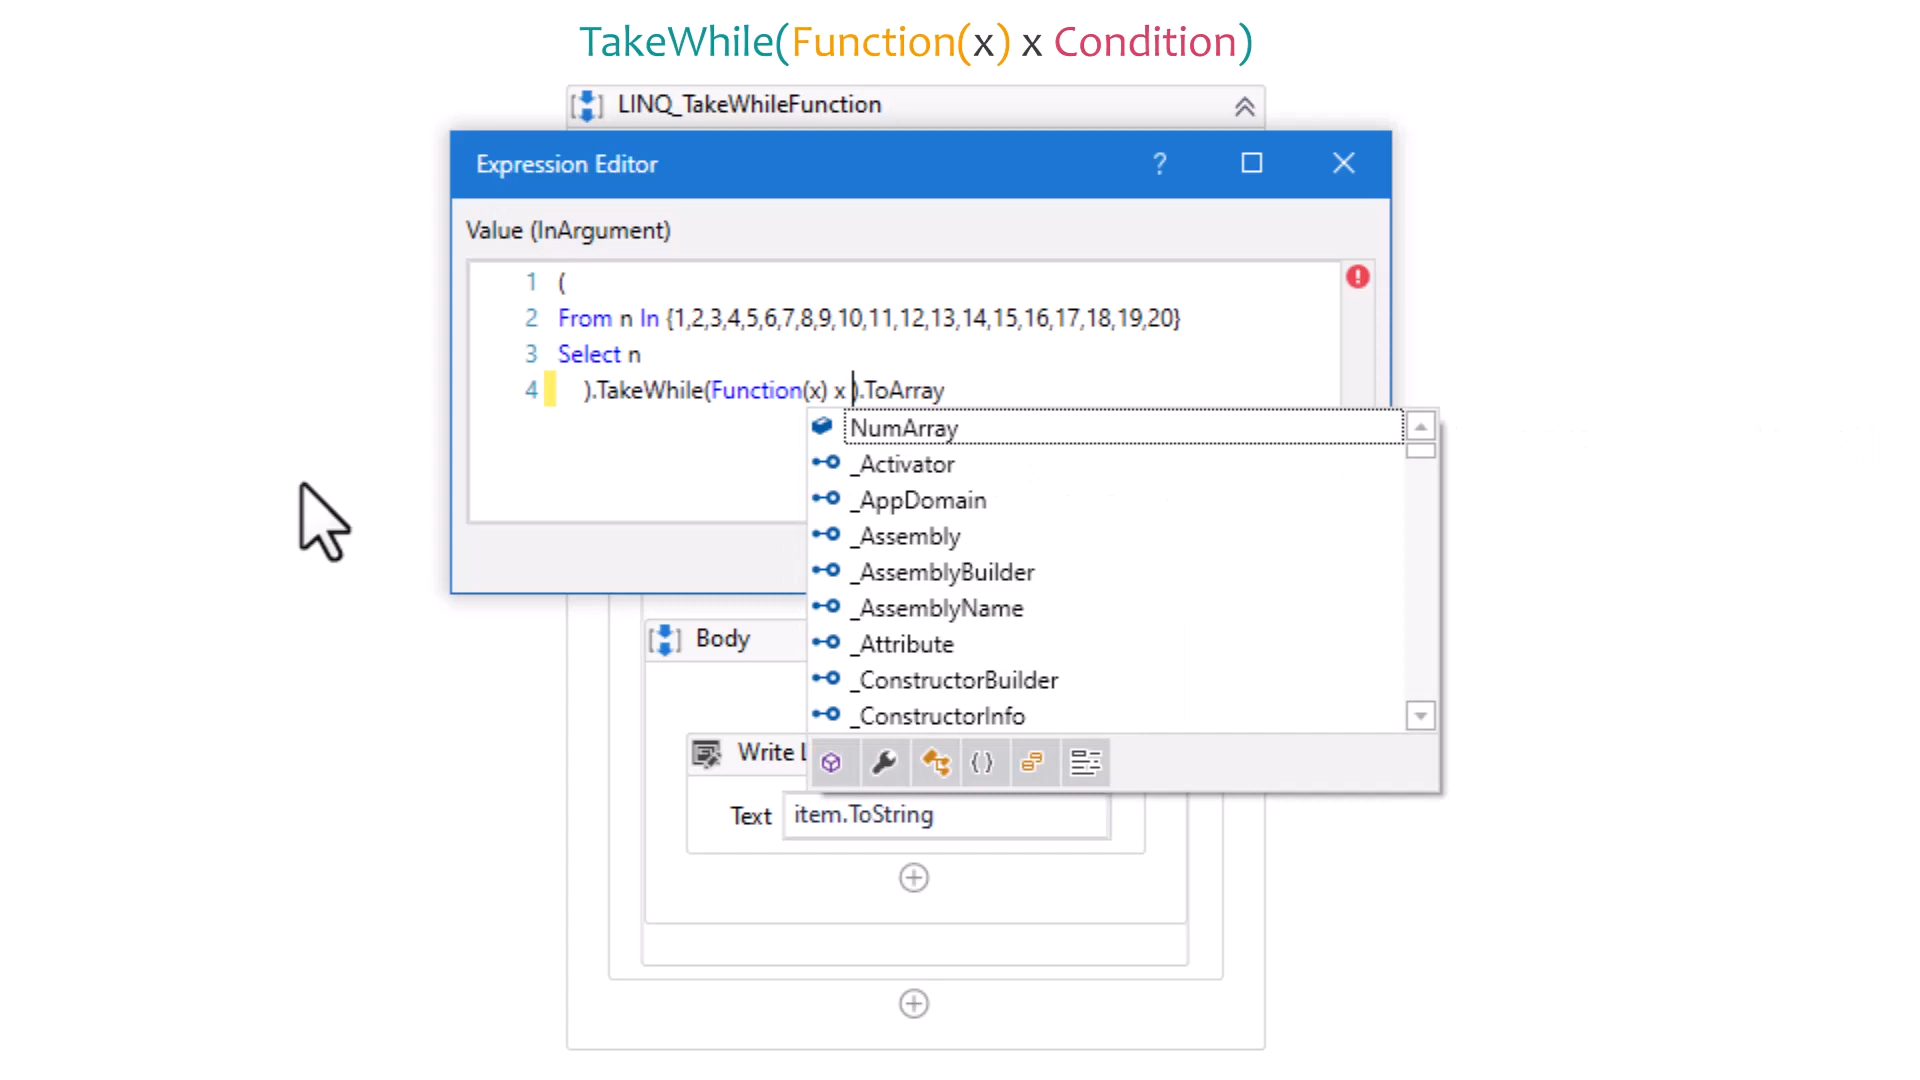 TakeWhile(Function(x) x Condition)
LINQ_TakeWhileFunction
Expression Editor
?
Value (InArgument)
1 (
2 From n In {1,2,3,4,5,6,7,8,9,10,11,12,13,14,15,16,17,18,19,20}
3 Select n
4 ).TakeWhile(Function(x) x ).ToArray
NumArray
_Activator
_AppDomain
_Assembly
_AssemblyBuilder
_AssemblyName
_Attribute
_ConstructorBuilder
_ConstructorInfo
Body
Write L
Text item.ToString